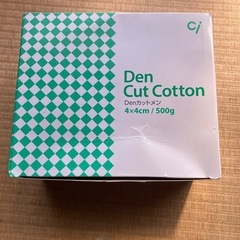 Ci
Den
Cut Cotton
Denカットメン
4×4cm / 500g